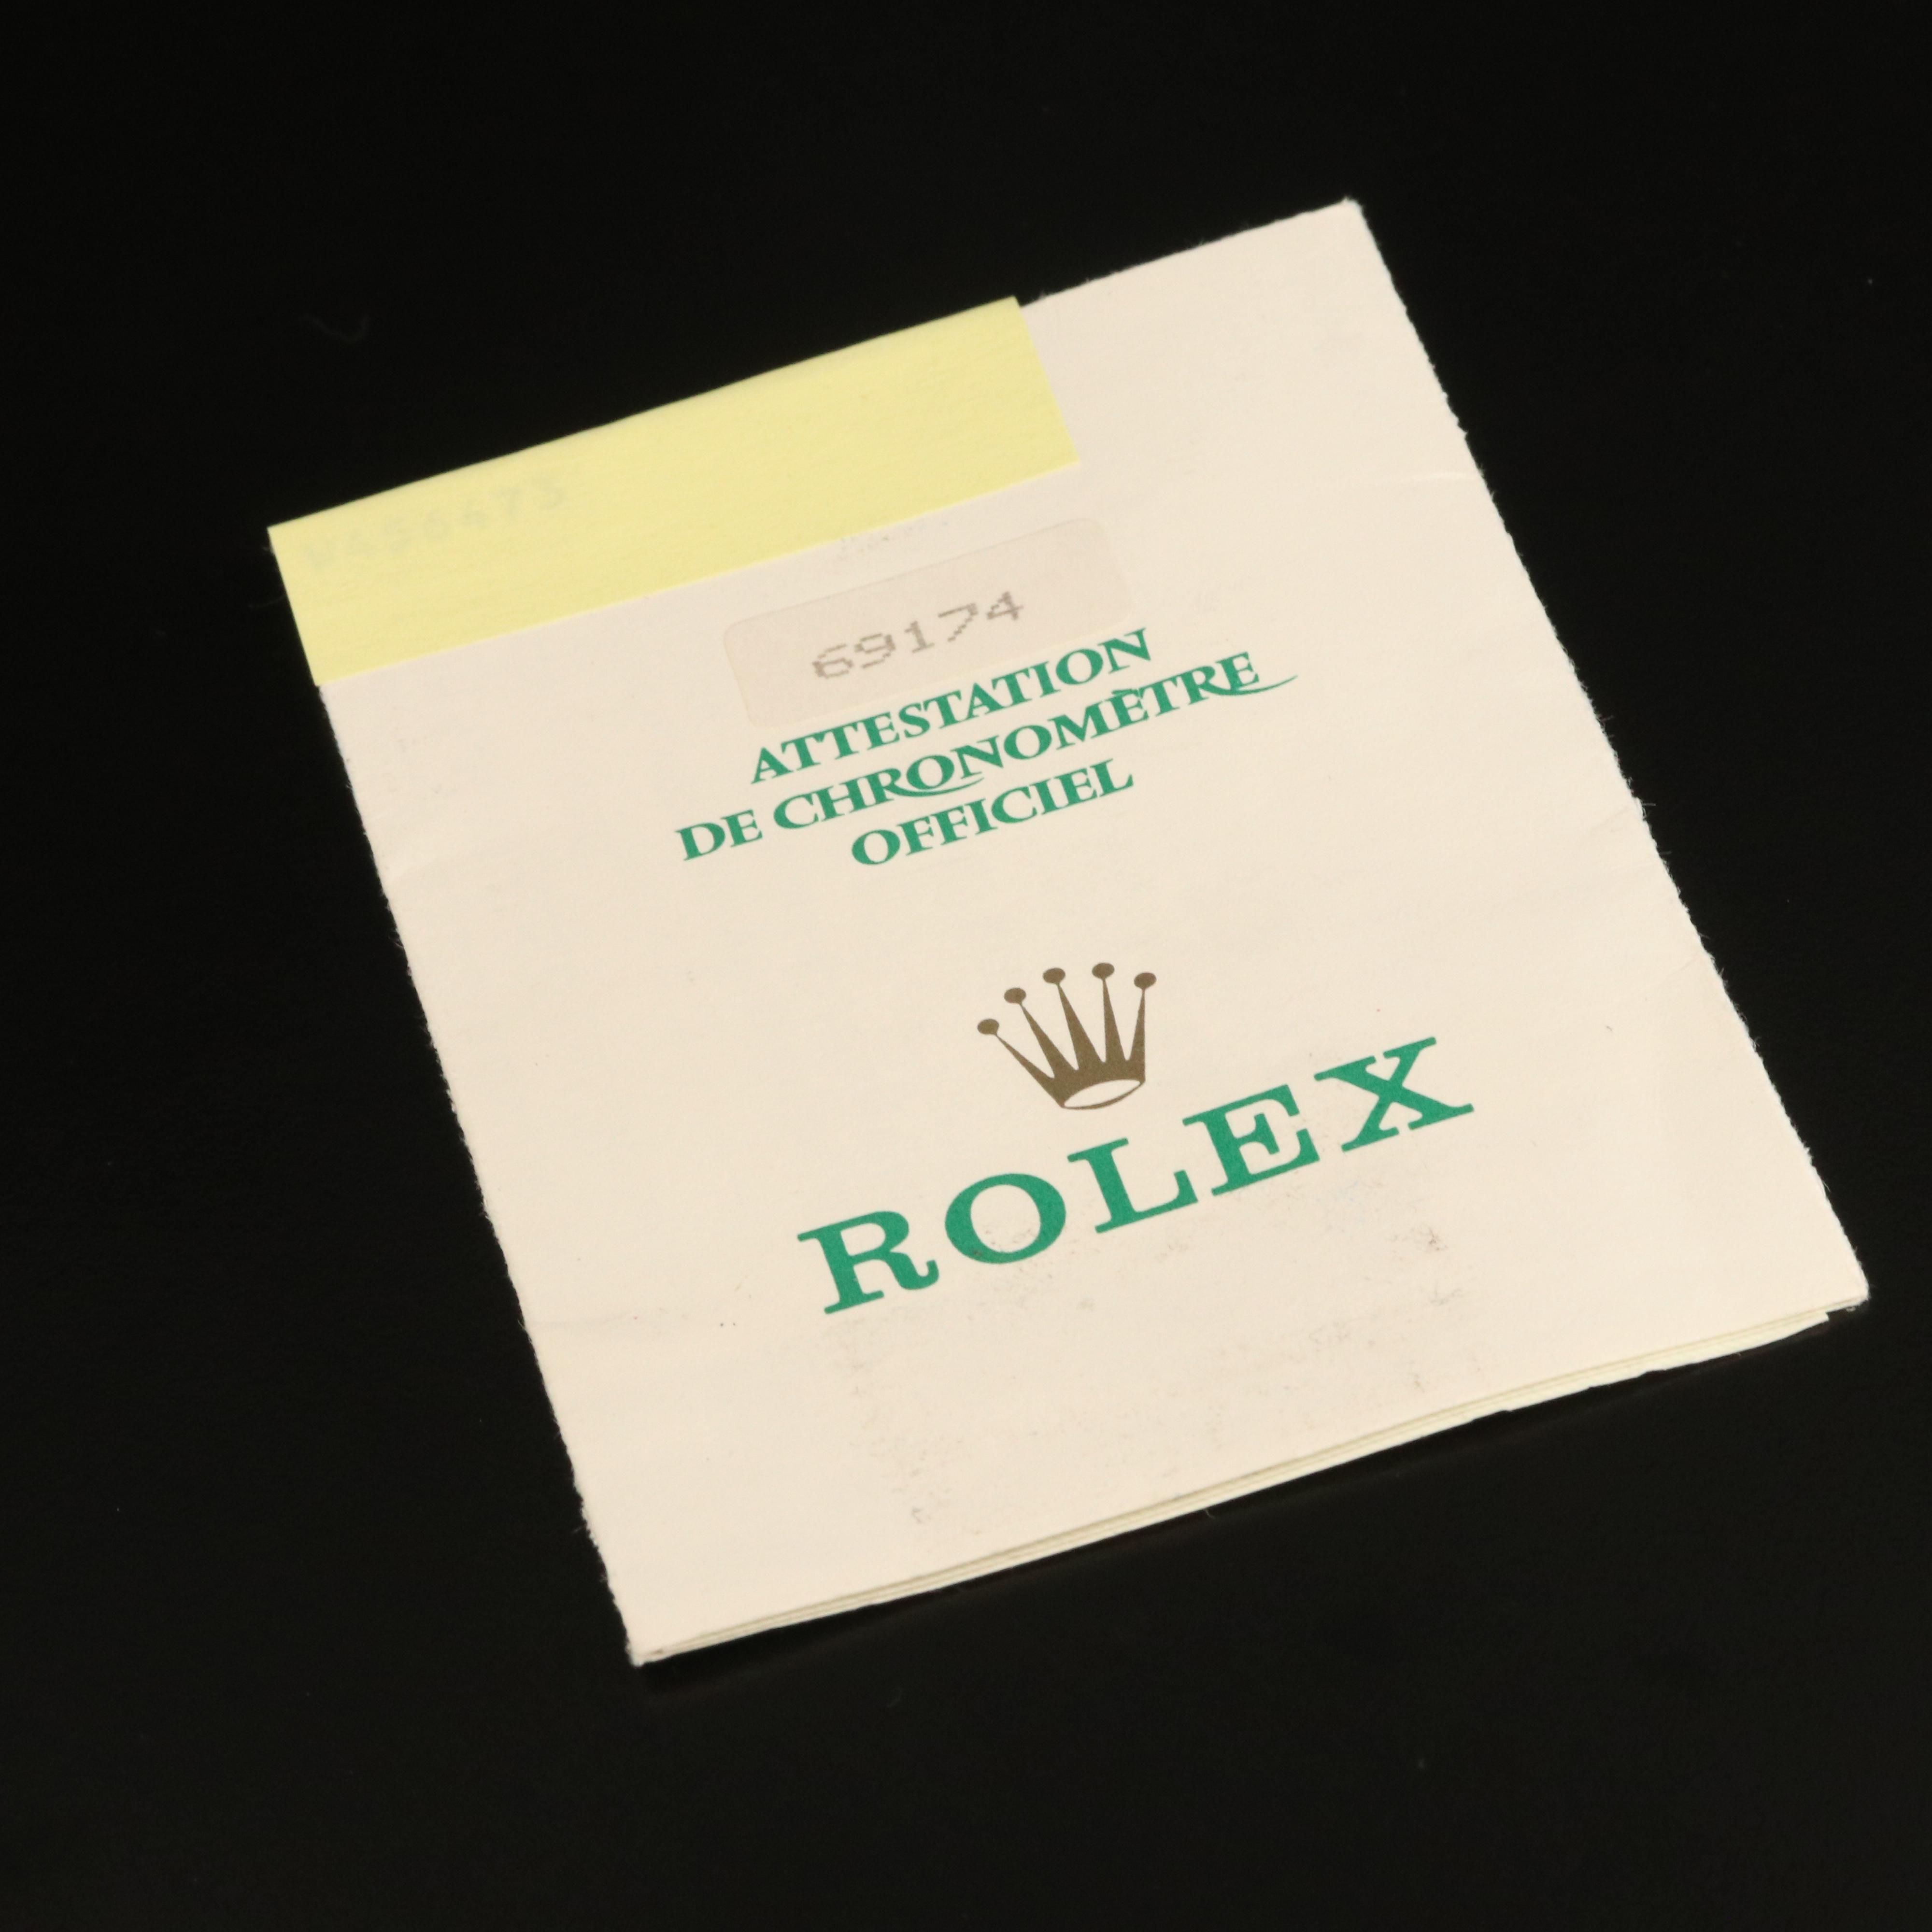 69174
ATTESTATION
DE CHRONOMÈTRE
OFFICIEL
ROLEX